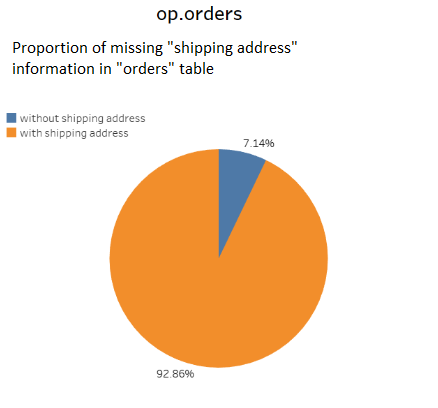 op.orders
Proportion of missing "shipping address"
information in "orders" table
without shipping address
with shipping address
7.14%
92.86%